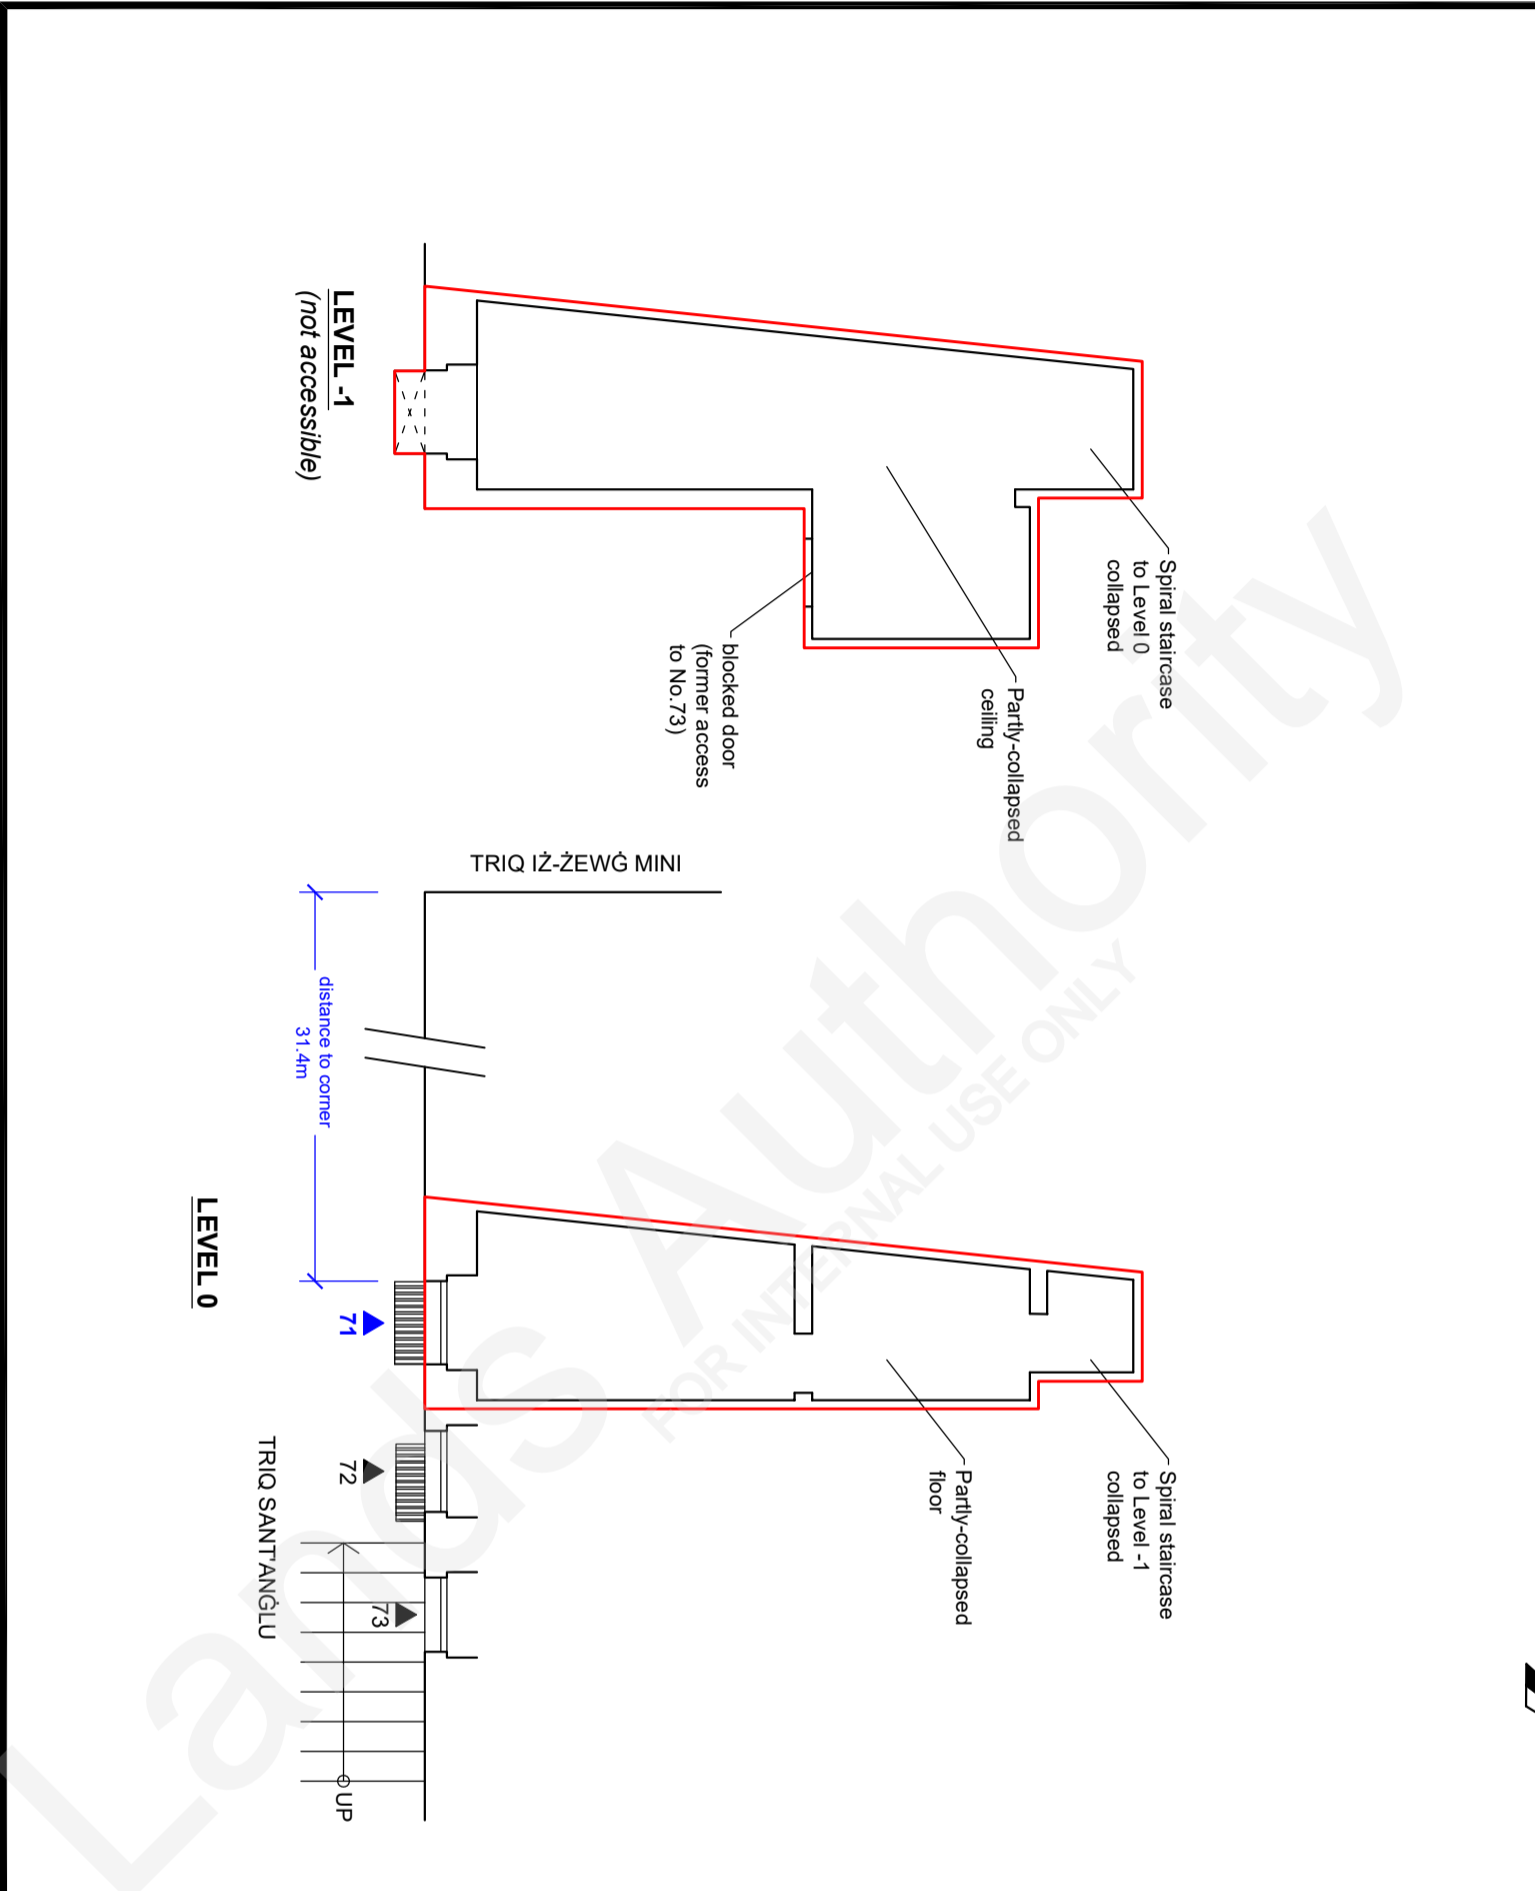 LEVEL -1
(not accessible)
Spiral staircase
to Level 0
collapsed
Partly-collapsed
ceiling
blocked door
(former access
to No.73)
TRIQ IŻ-ŻEWĠ MINI
distance to corner
31.4m
LEVEL 0
71
72
73
TRIQ SANT'ANĠLU
UP
Spiral staircase
to Level -1
collapsed
Partly-collapsed
floor
Lands Authority
FOR INTERNAL USE ONLY